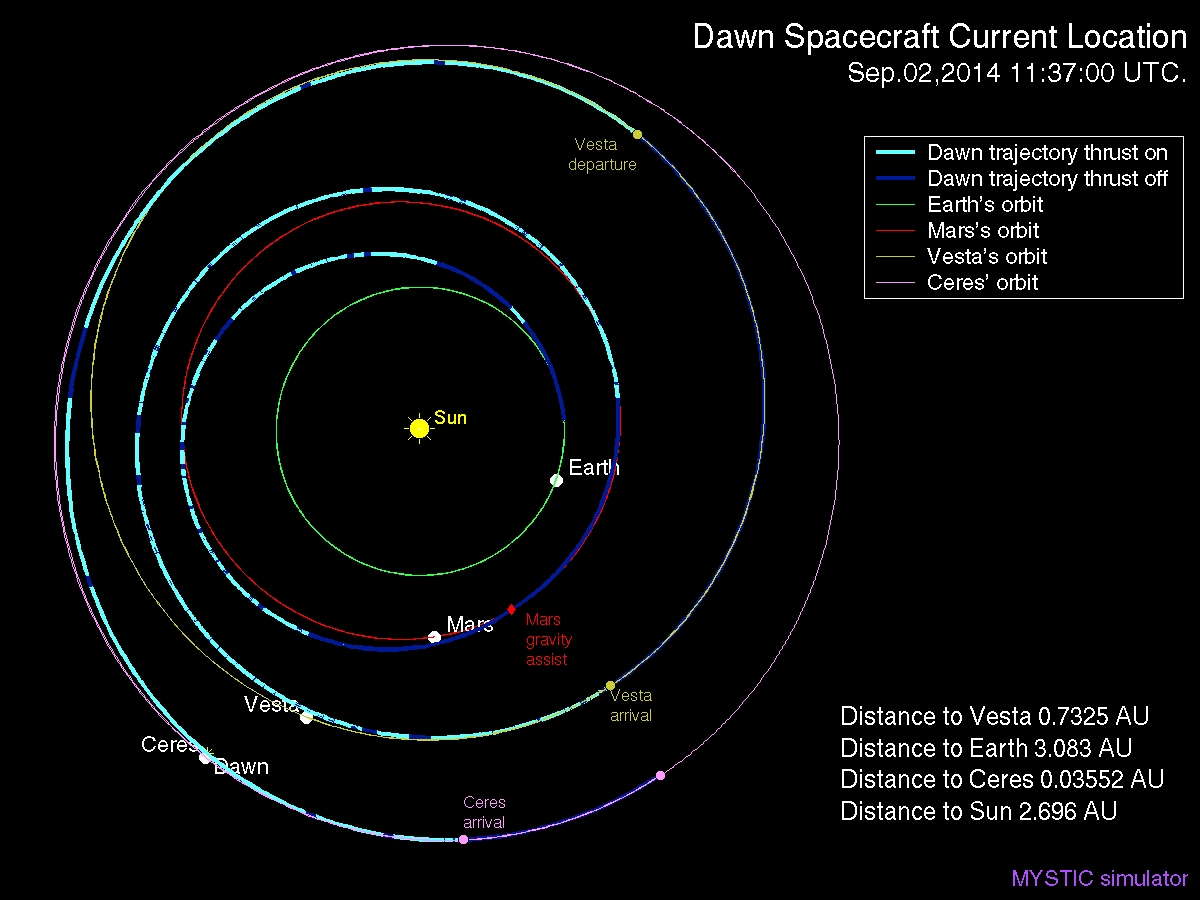 Dawn Spacecraft Current Location
Sep.02,2014 11:37:00 UTC.
Dawn trajectory thrust on
Dawn trajectory thrust off
Earth's orbit
Mars's orbit
Vesta's orbit
Ceres' orbit
Vesta
departure
Sun
Earth
Mars
Mars
gravity
assist
Vesta
arrival
Vesta
Ceres
Dawn
Ceres
arrival
Distance to Vesta 0.7325 AU
Distance to Earth 3.083 AU
Distance to Ceres 0.03552 AU
Distance to Sun 2.696 AU
MYSTIC simulator